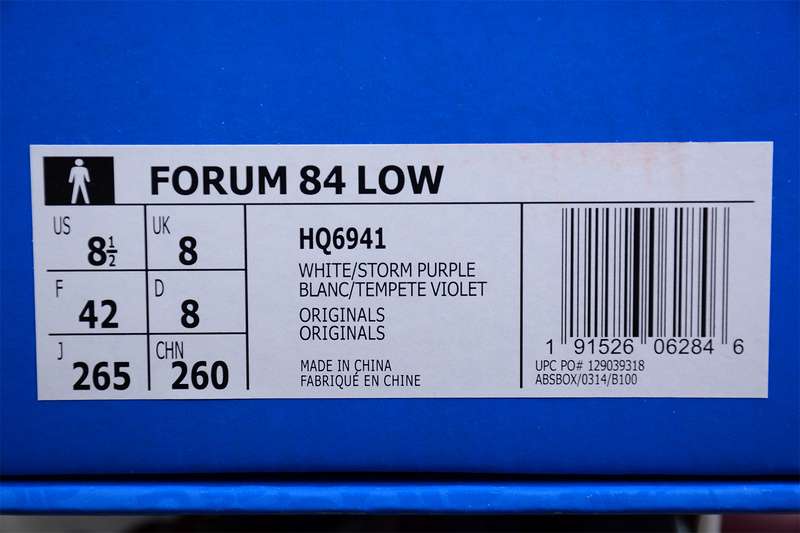 FORUM 84 LOW
US 8½ UK 8
F 42 D 8
J 265 CHN 260
HQ6941
WHITE/STORM PURPLE
BLANC/TEMPETE VIOLET
ORIGINALS
ORIGINALS
MADE IN CHINA
FABRIQUÉ EN CHINE
1 91526 06284 6
UPC PO# 129039318
ABSBOX/0314/B100